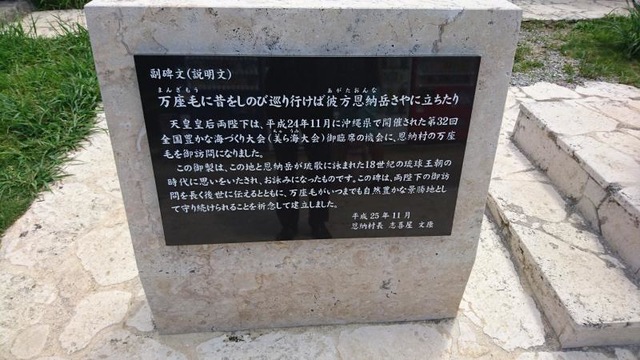 副碑文(説明文)
まんざもう あがたおんな
万座毛に昔をしのび巡り行けば彼方恩納岳さやに立ちたり
天皇皇后両陛下は、平成24年11月に沖縄県で開催された第32回
ちゅ うみ
全国豊かな海づくり大会(美ら海大会)御臨席の機会に、恩納村の万座
毛を御訪問になりました。
この御製は、この地と恩納岳が琉歌に詠まれた18世紀の琉球王朝の
時代に思いをいたされ、お詠みになったものです。この碑は、両陛下の御訪
問を長く後世に伝えるとともに、万座毛がいつまでも自然豊かな景勝地とし
て守り続けられることを祈念して建立しました。
平成25年11月
恩納村長 志喜屋 文康